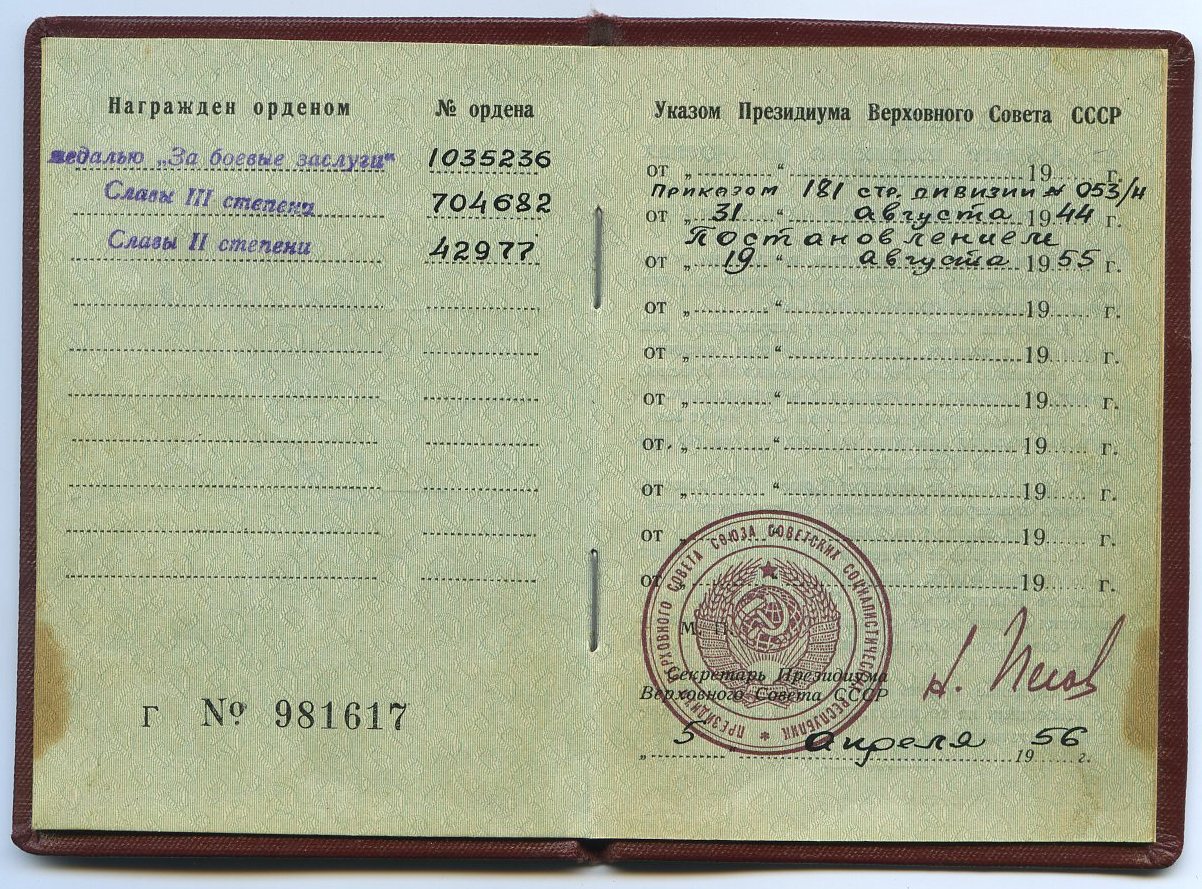 Награжден орденом № ордена
медалью „За боевые заслуги“ 1035236
Славы III степени 704682
Славы II степени 42977
Г № 981617
Указом Президиума Верховного Совета СССР
от „ “ 19 г.
Приказом 181 стр. дивизии № 053/н
от „ 31 “ августа 1944 г.
Постановлением
от „ 19 “ августа 1955 г.
от „ “ 19 г.
от „ “ 19 г.
от „ “ 19 г.
от „ “ 19 г.
от „ “ 19 г.
от „ “ 19 г.
от „ “ 19 г.
ПРЕЗИДИУМ ВЕРХОВНОГО СОВЕТА СОЮЗА СОВЕТСКИХ СОЦИАЛИСТИЧЕСКИХ РЕСПУБЛИК
М. П.
Секретарь Президиума
Верховного Совета СССР
Н. Пегов
„ 5 “ апреля 1956 г.